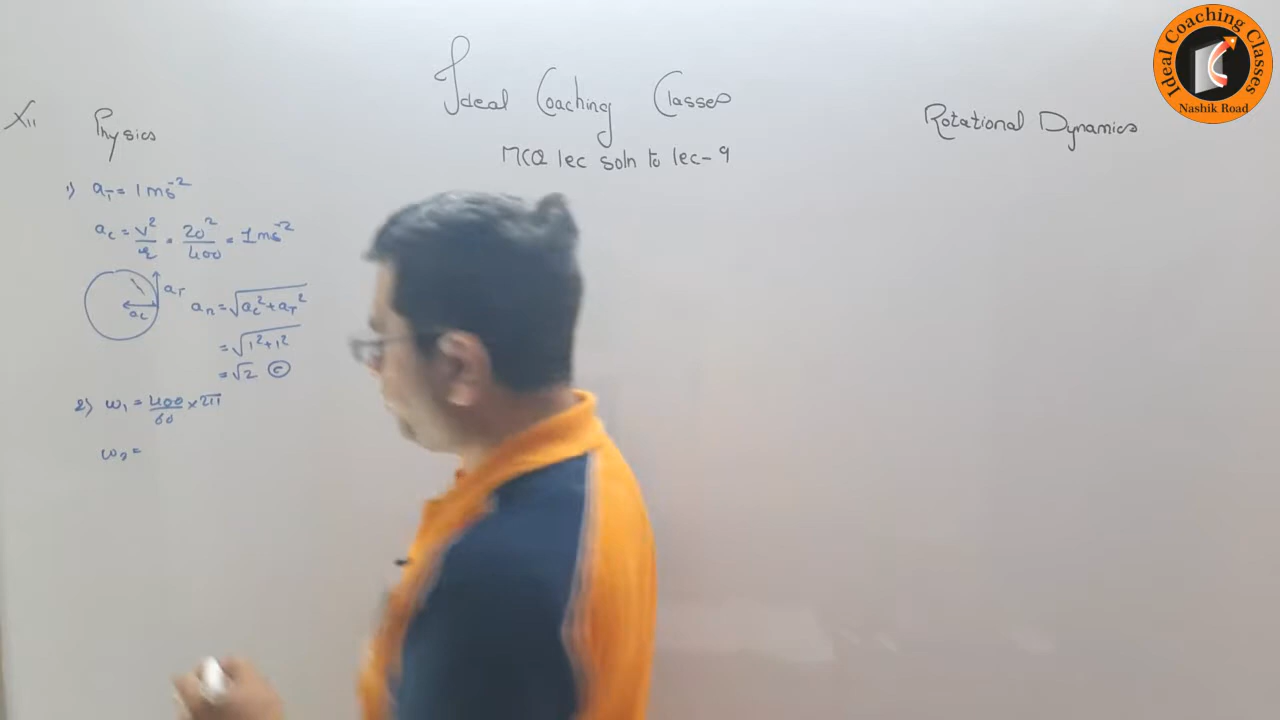 Ideal Coaching Classes
Nashik Road
Ideal Coaching Classes
XII Physics
Rotational Dynamics
MCQ lec soln to lec-9
1) a_T = 1 ms^-2
a_c = v²/r = 20²/400 = 1 ms^-2
a_T
a_c
a_n = √(a_c² + a_T²)
= √(1²+1²)
= √2 (c)
2) ω₁ = 400/60 × 2π
ω₂ =